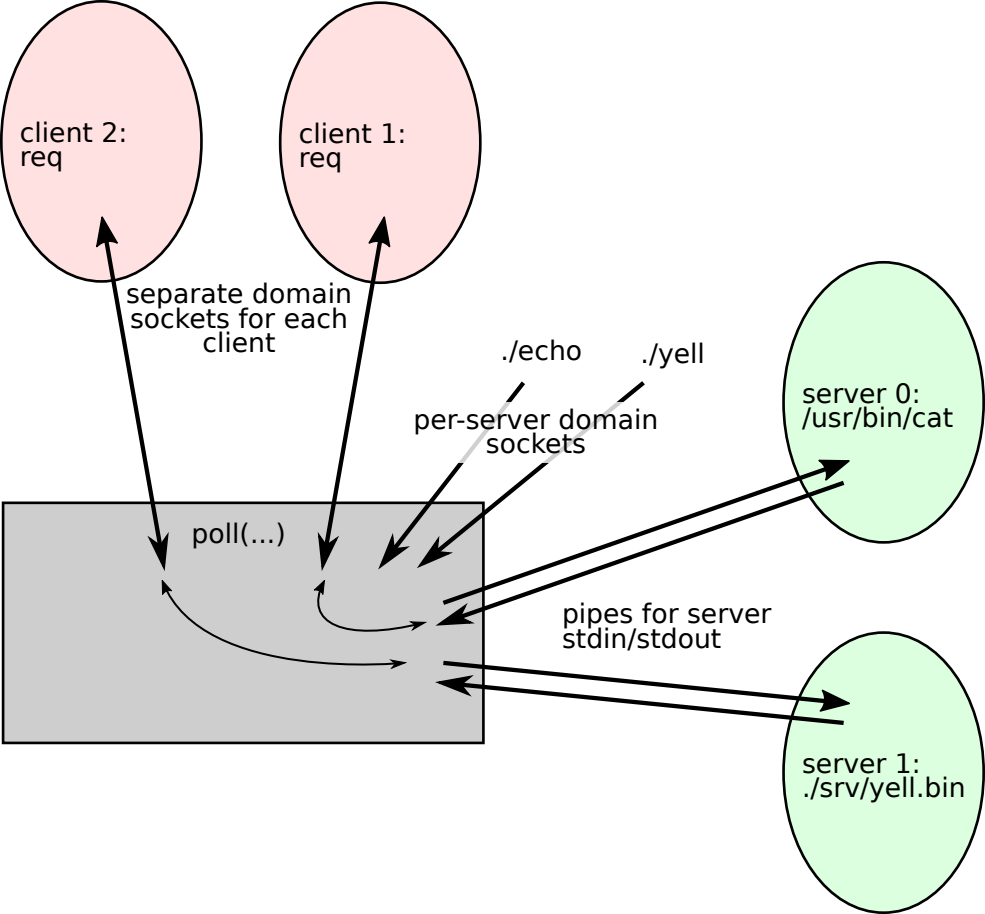 client 2:
req
client 1:
req
separate domain
sockets for each
client
./echo
./yell
per-server domain
sockets
server 0:
/usr/bin/cat
poll(...)
pipes for server
stdin/stdout
server 1:
./srv/yell.bin